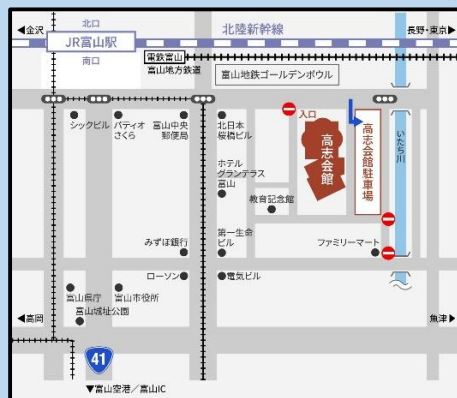 ◀金沢
北口
北陸新幹線
長野・東京▶
JR富山駅
南口
電鉄富山
富山地方鉄道
富山地鉄ゴールデンボウル
入口
シックビル
パティオ
さくら
富山中央
郵便局
北日本
桜橋ビル
高志会館
高志会館駐車場
いたち川
ホテル
グランテラス
富山
教育記念館
みずほ銀行
第一生命
ビル
ファミリーマート
ローソン
電気ビル
富山県庁
富山市役所
富山城址公園
◀高岡
魚津▶
41
▼富山空港／富山IC